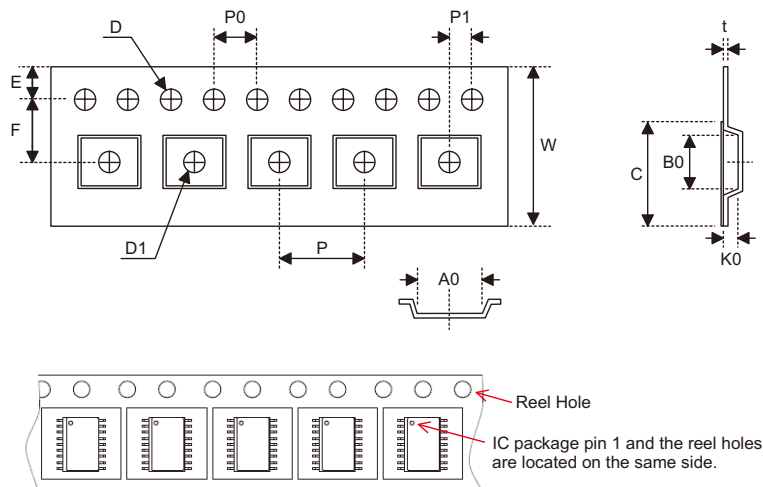 D
P0
P1
t
E
F
W
C
B0
D1
P
K0
A0
Reel Hole
IC package pin 1 and the reel holes
are located on the same side.